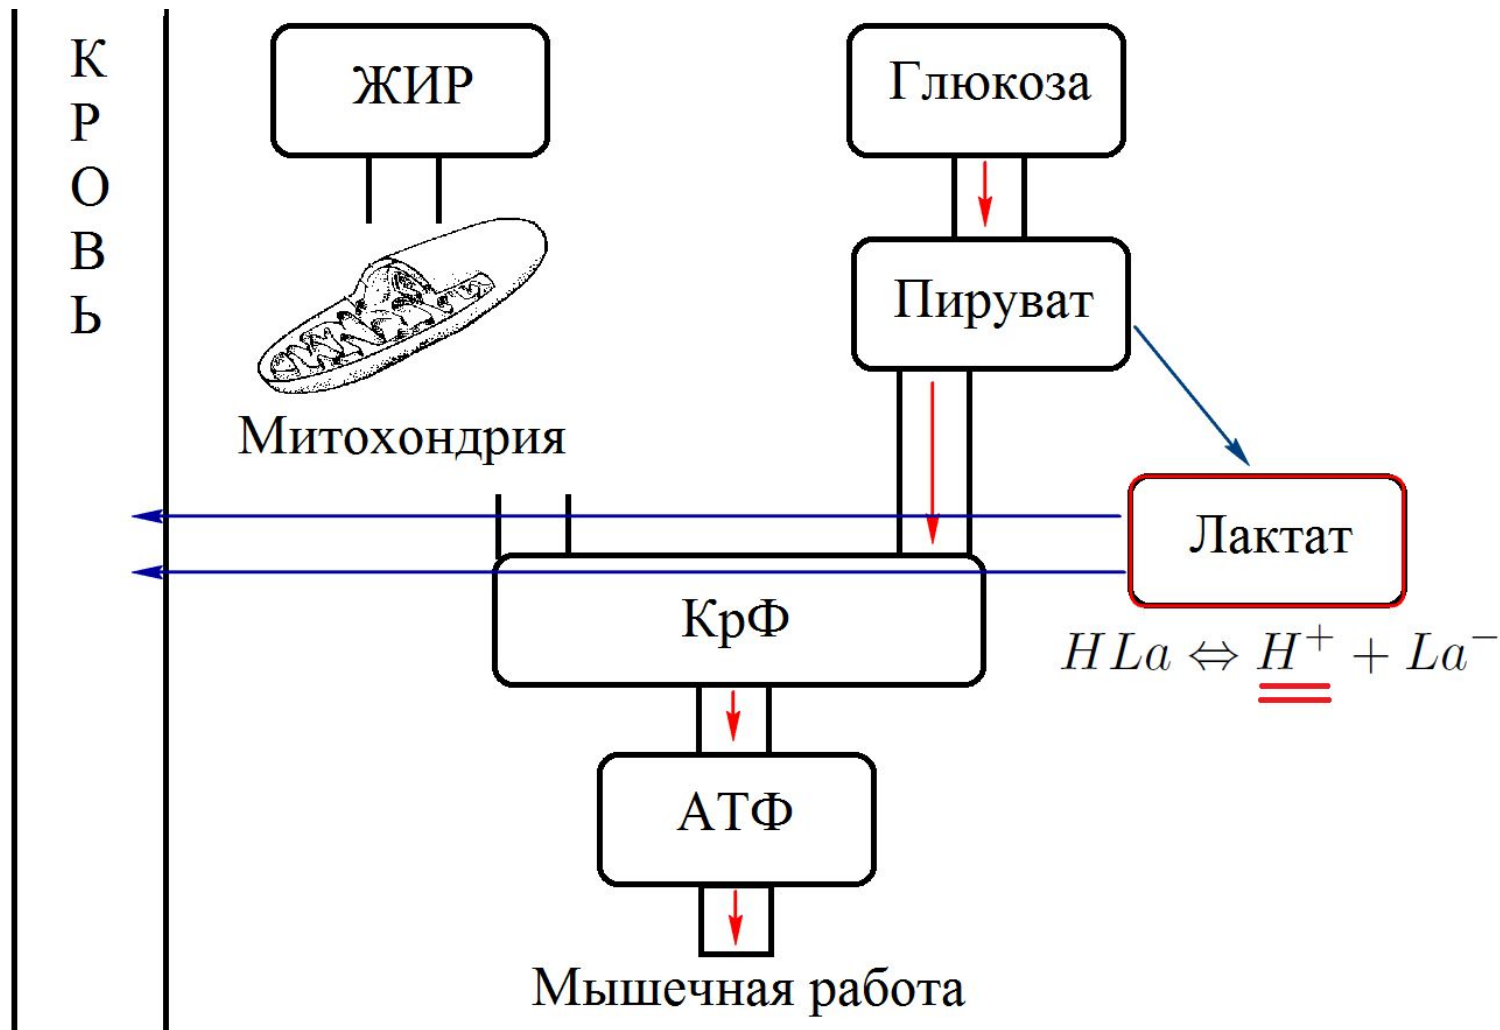 К
Р
О
В
Ь
ЖИР
Глюкоза
Пируват
Митохондрия
Лактат
HLa ⇔ H⁺ + La⁻
КрФ
АТФ
Мышечная работа